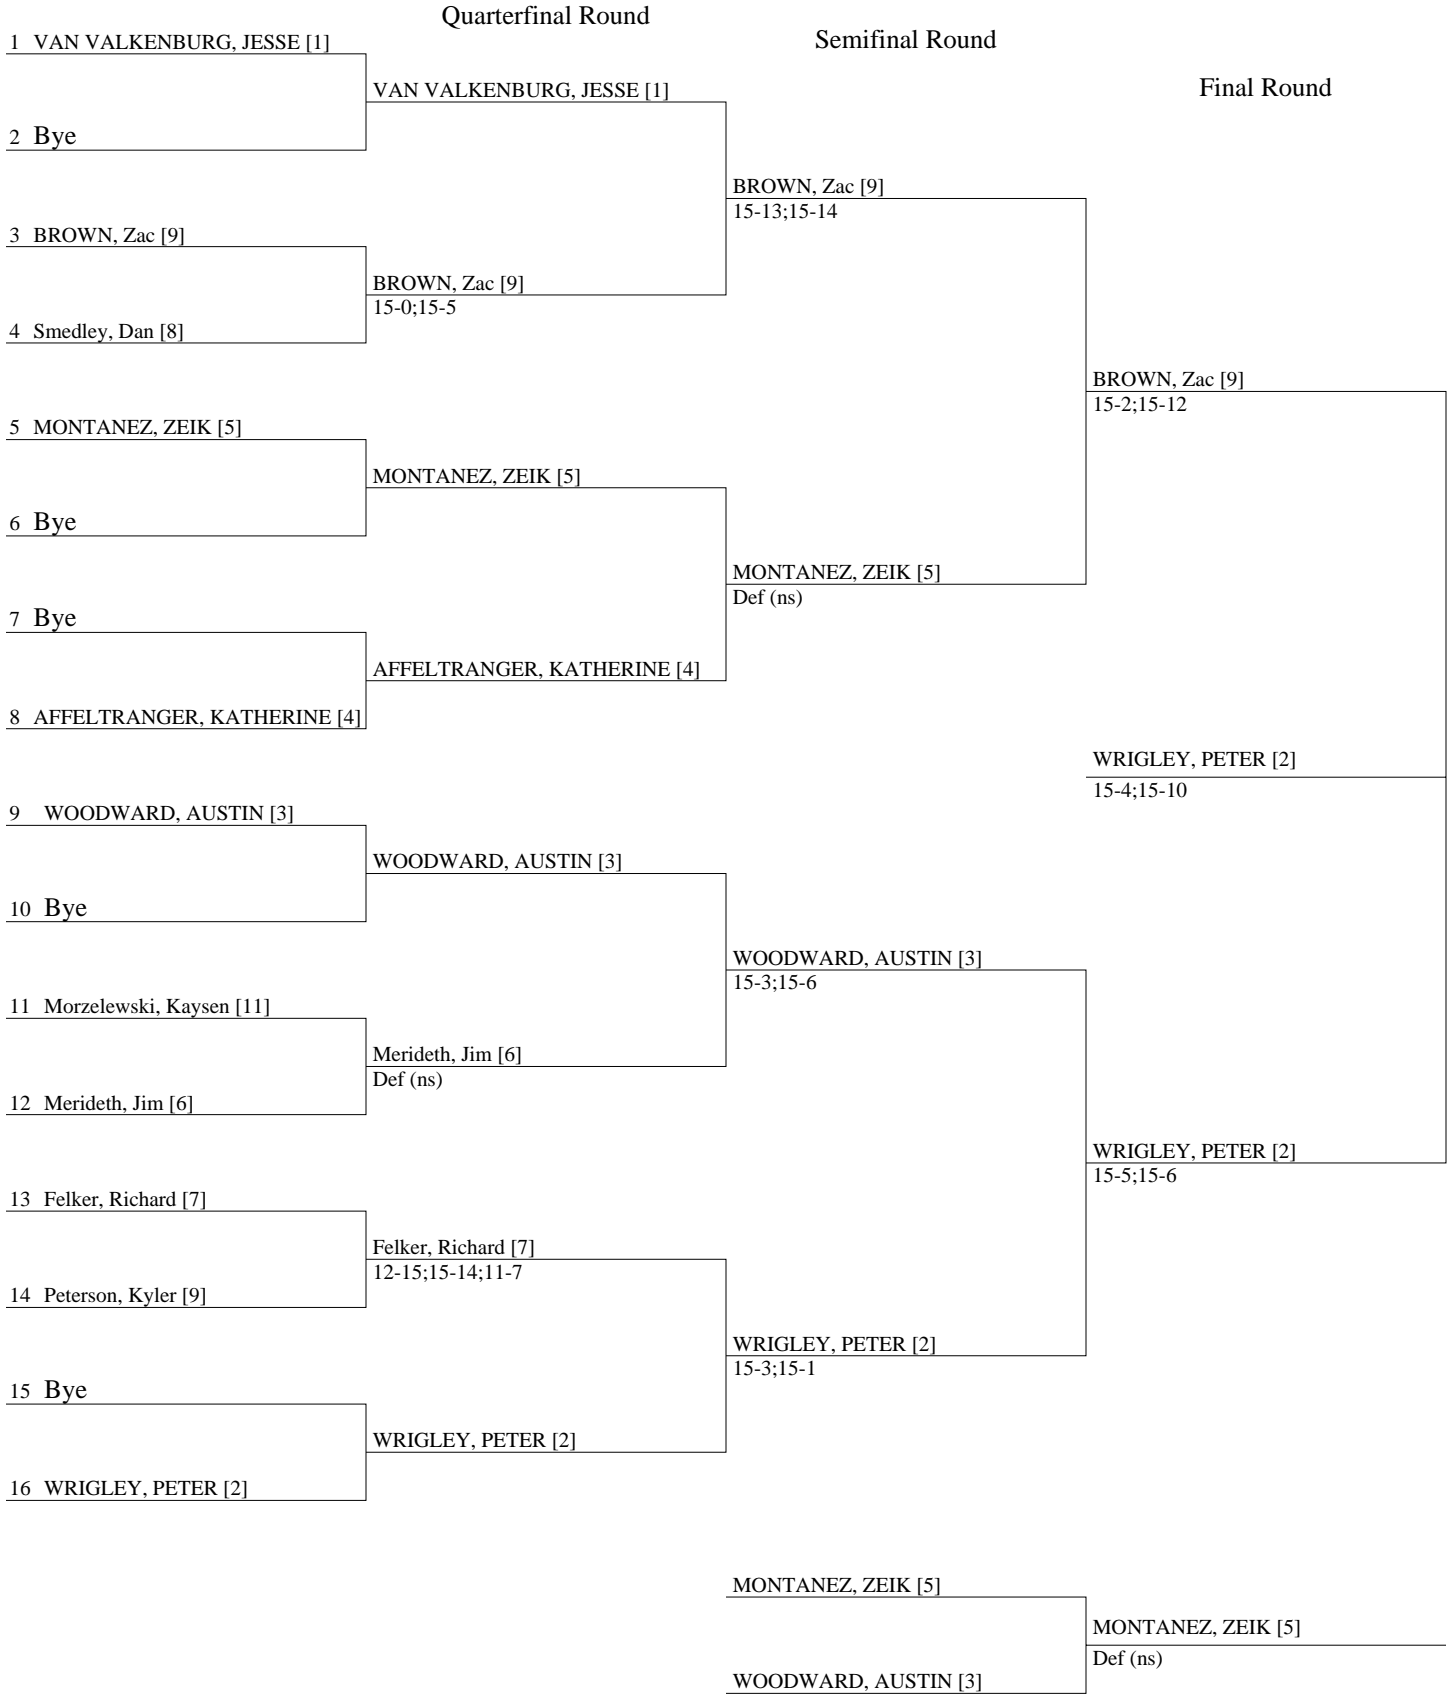 Quarterfinal Round
Semifinal Round
Final Round
1 VAN VALKENBURG, JESSE [1]
2 Bye
3 BROWN, Zac [9]
4 Smedley, Dan [8]
5 MONTANEZ, ZEIK [5]
6 Bye
7 Bye
8 AFFELTRANGER, KATHERINE [4]
9 WOODWARD, AUSTIN [3]
10 Bye
11 Morzelewski, Kaysen [11]
12 Merideth, Jim [6]
13 Felker, Richard [7]
14 Peterson, Kyler [9]
15 Bye
16 WRIGLEY, PETER [2]
VAN VALKENBURG, JESSE [1]
BROWN, Zac [9]
15-0;15-5
MONTANEZ, ZEIK [5]
AFFELTRANGER, KATHERINE [4]
WOODWARD, AUSTIN [3]
Merideth, Jim [6]
Def (ns)
Felker, Richard [7]
12-15;15-14;11-7
WRIGLEY, PETER [2]
BROWN, Zac [9]
15-13;15-14
MONTANEZ, ZEIK [5]
Def (ns)
WOODWARD, AUSTIN [3]
15-3;15-6
WRIGLEY, PETER [2]
15-3;15-1
BROWN, Zac [9]
15-2;15-12
WRIGLEY, PETER [2]
15-5;15-6
WRIGLEY, PETER [2]
15-4;15-10
MONTANEZ, ZEIK [5]
WOODWARD, AUSTIN [3]
MONTANEZ, ZEIK [5]
Def (ns)